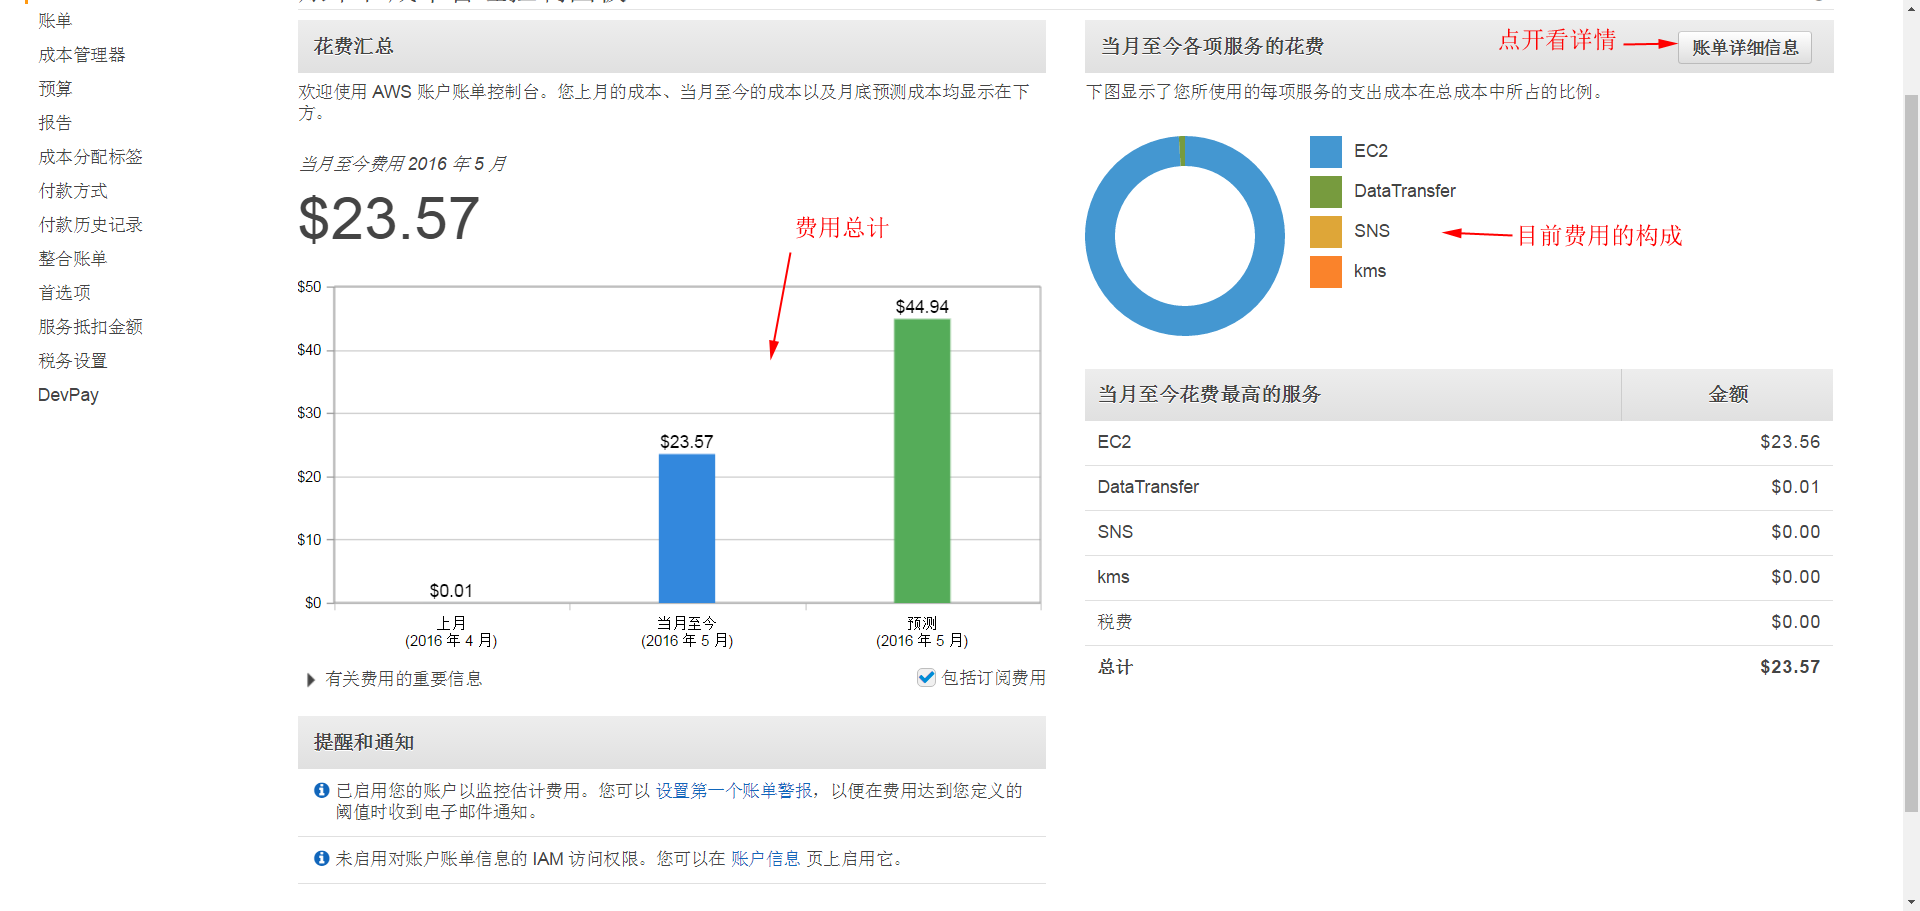 账单
成本管理器
预算
报告
成本分配标签
付款方式
付款历史记录
整合账单
首选项
服务抵扣金额
税务设置
DevPay
花费汇总
欢迎使用 AWS 账户账单控制台。您上月的成本、当月至今的成本以及月底预测成本均显示在下
方。
当月至今费用 2016 年 5 月
$23.57
费用总计
$50
$40
$30
$20
$10
$0
$0.01
$23.57
$44.94
上月
(2016 年 4 月)
当月至今
(2016 年 5 月)
预测
(2016 年 5 月)
有关费用的重要信息
包括订阅费用
提醒和通知
已启用您的账户以监控估计费用。您可以 设置第一个账单警报，以便在费用达到您定义的
阈值时收到电子邮件通知。
未启用对账户账单信息的 IAM 访问权限。您可以在 账户信息 页上启用它。
当月至今各项服务的花费
点开看详情
账单详细信息
下图显示了您所使用的每项服务的支出成本在总成本中所占的比例。
EC2
DataTransfer
SNS
kms
目前费用的构成
当月至今花费最高的服务 金额
EC2 $23.56
DataTransfer $0.01
SNS $0.00
kms $0.00
税费 $0.00
总计 $23.57